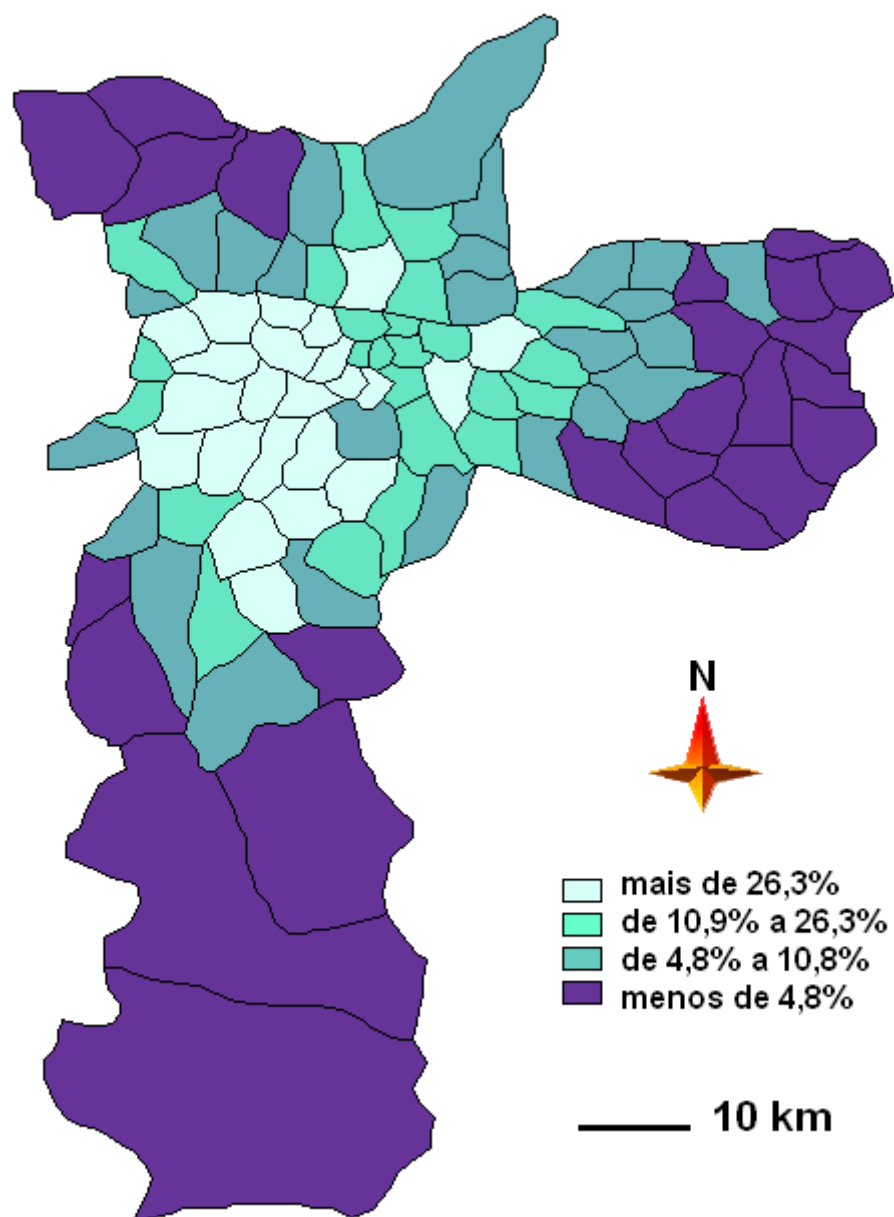 N
mais de 26,3%
de 10,9% a 26,3%
de 4,8% a 10,8%
menos de 4,8%
10 km